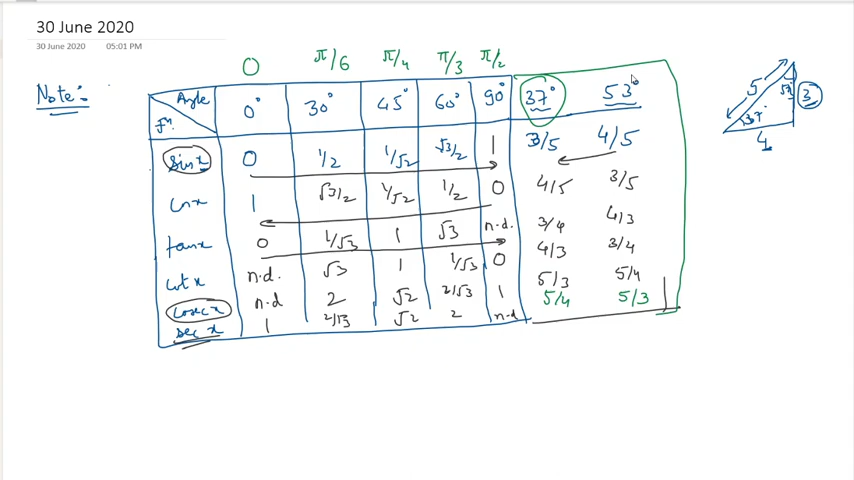 30 June 2020
30 June 2020 05:01 PM
0 π/6 π/4 π/3 π/2
Note:
Angle
Fⁿ.
0° 30° 45° 60° 90° 37° 53°
sin x 0 1/2 1/√2 √3/2 1 3/5 4/5
cos x 1 √3/2 1/√2 1/2 0 4/5 3/5
tan x 0 1/√3 1 √3 n.d. 3/4 4/3
cot x n.d. √3 1 1/√3 0 4/3 3/4
cosec x n.d 2 √2 2/√3 1 5/3 5/4
sec x 1 2/√3 √2 2 n.d 5/4 5/3
5 53° 3
37°
4